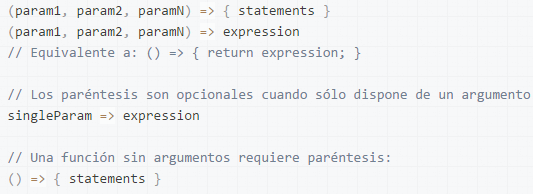 (param1, param2, paramN) => { statements }
(param1, param2, paramN) => expression
// Equivalente a: () => { return expression; }
// Los paréntesis son opcionales cuando sólo dispone de un argumento
singleParam => expression
// Una función sin argumentos requiere paréntesis:
() => { statements }